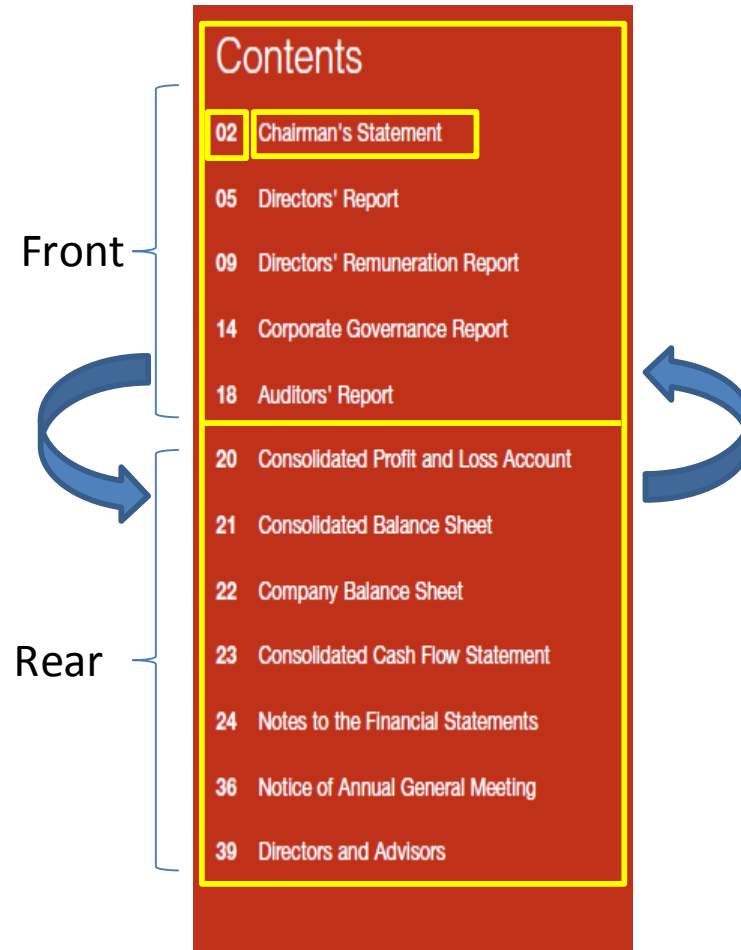 Contents
02 Chairman's Statement
05 Directors' Report
Front
09 Directors' Remuneration Report
14 Corporate Governance Report
18 Auditors' Report
20 Consolidated Profit and Loss Account
21 Consolidated Balance Sheet
22 Company Balance Sheet
Rear
23 Consolidated Cash Flow Statement
24 Notes to the Financial Statements
36 Notice of Annual General Meeting
39 Directors and Advisors